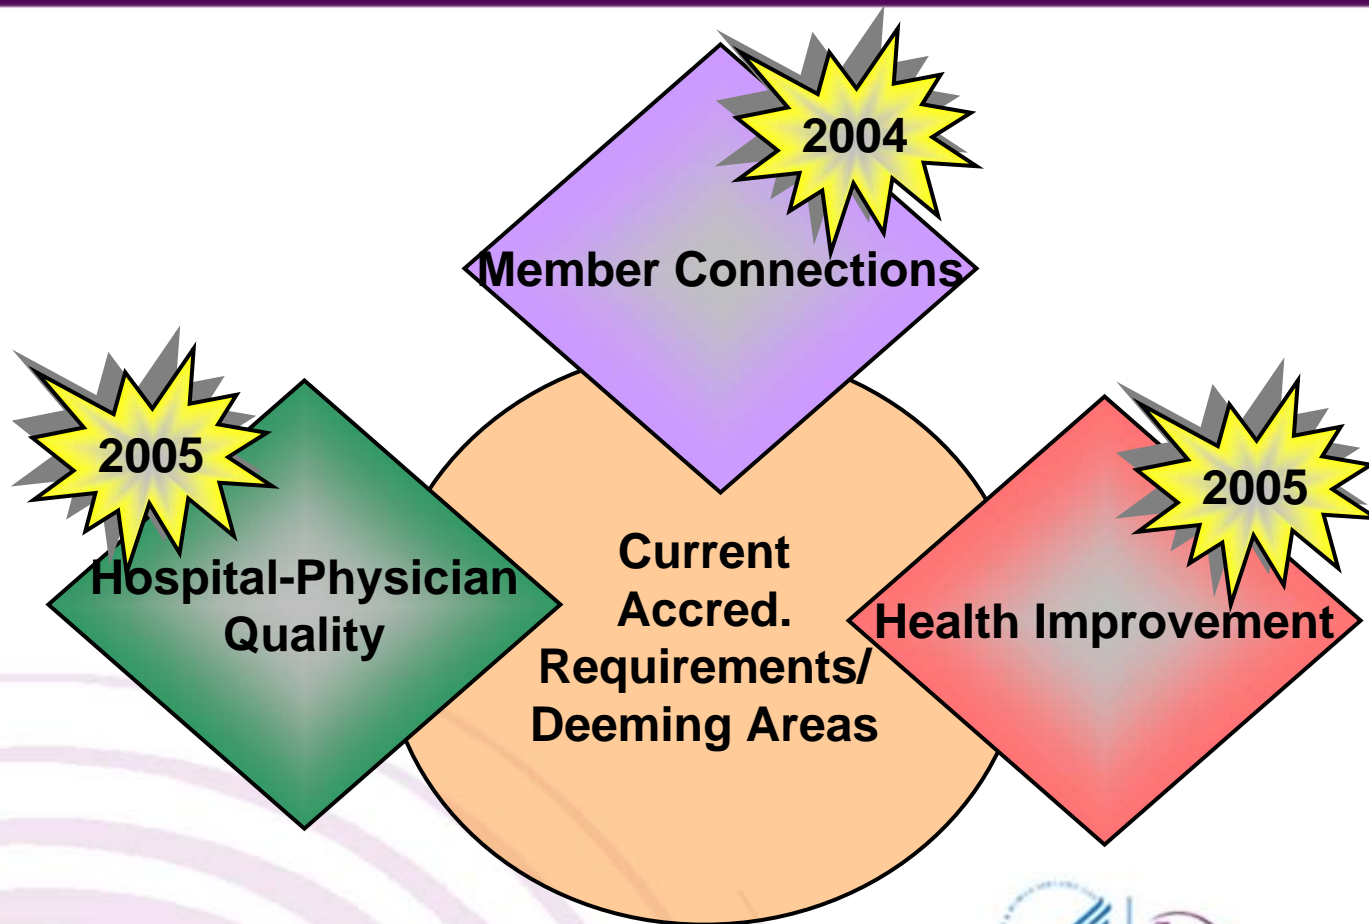 2004
Member Connections
2005
Hospital-Physician
Quality
Current
Accred.
Requirements/
Deeming Areas
2005
Health Improvement